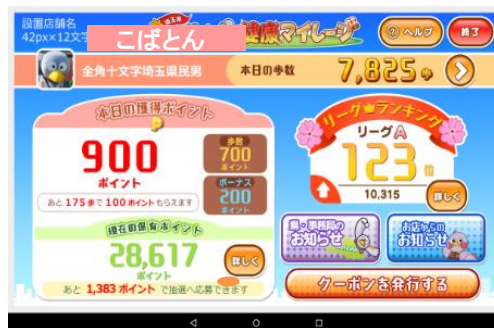 設置店舗名
42px×12文字
こばとん
健康マイレージ
?ヘルプ
終了
全角十文字埼玉県民男
本日の歩数
7,825歩
本日の獲得ポイント
900
ポイント
歩数
700
ポイント
ボーナス
200
ポイント
あと175歩で100ポイントもらえます
現在の保有ポイント
28,617
ポイント
詳しく
あと1,383ポイントで抽選へ応募できます
リーグランキング
リーグA
123位
10,315
詳しく
県・事務局の
お知らせ
お店からの
お知らせ
クーポンを発行する